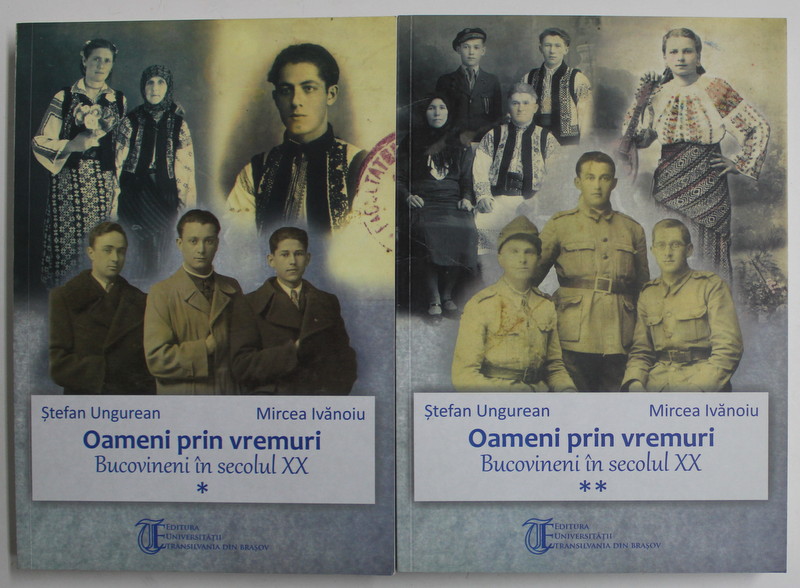 FACULTATEA
Ștefan Ungurean Mircea Ivănoiu
Oameni prin vremuri
Bucovineni în secolul XX
*
EDITURA
UNIVERSITĂȚII
TRANSILVANIA DIN BRAȘOV
Ștefan Ungurean Mircea Ivănoiu
Oameni prin vremuri
Bucovineni în secolul XX
**
EDITURA
UNIVERSITĂȚII
TRANSILVANIA DIN BRAȘOV